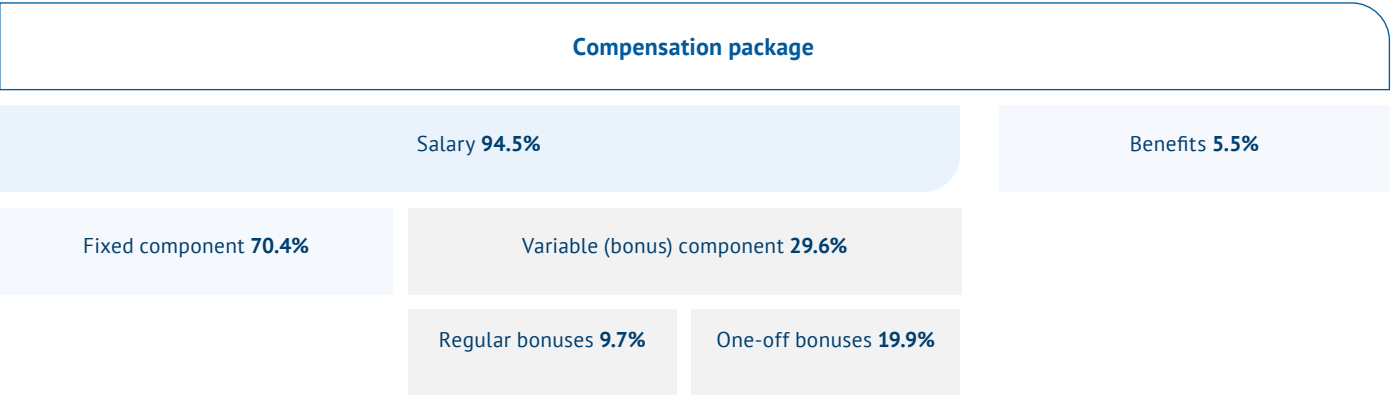 Compensation package
Salary 94.5%
Benefits 5.5%
Fixed component 70.4%
Variable (bonus) component 29.6%
Regular bonuses 9.7%
One-off bonuses 19.9%